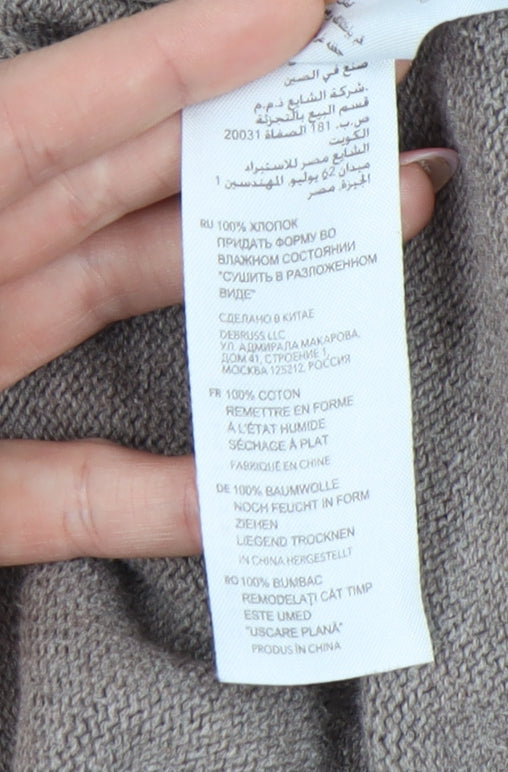 صنع في الصين
شركة الشايع ذ.م.م.
قسم البيع بالتجزئة
ص.ب. 181 الصفاة 20031
الكويت
الشايع مصر للاستيراد
ميدان 26 يوليو, المهندسين 1
الجيزة, مصر
RU 100% ХЛОПОК
ПРИДАТЬ ФОРМУ ВО
ВЛАЖНОМ СОСТОЯНИИ
"СУШИТЬ В РАЗЛОЖЕННОМ
ВИДЕ"
СДЕЛАНО В КИТАЕ
DEBRUSS LLC
УЛ. АДМИРАЛА МАКАРОВА,
ДОМ 41, СТРОЕНИЕ 1,
МОСКВА 125212, РОССИЯ
FR 100% COTON
REMETTRE EN FORME
À L'ÉTAT HUMIDE
SÉCHAGE À PLAT
FABRIQUÉ EN CHINE
DE 100% BAUMWOLLE
NOCH FEUCHT IN FORM
ZIEHEN
LIEGEND TROCKNEN
IN CHINA HERGESTELLT
RO 100% BUMBAC
REMODELAŢI CÂT TIMP
ESTE UMED
"USCARE PLANĂ"
PRODUS ÎN CHINA